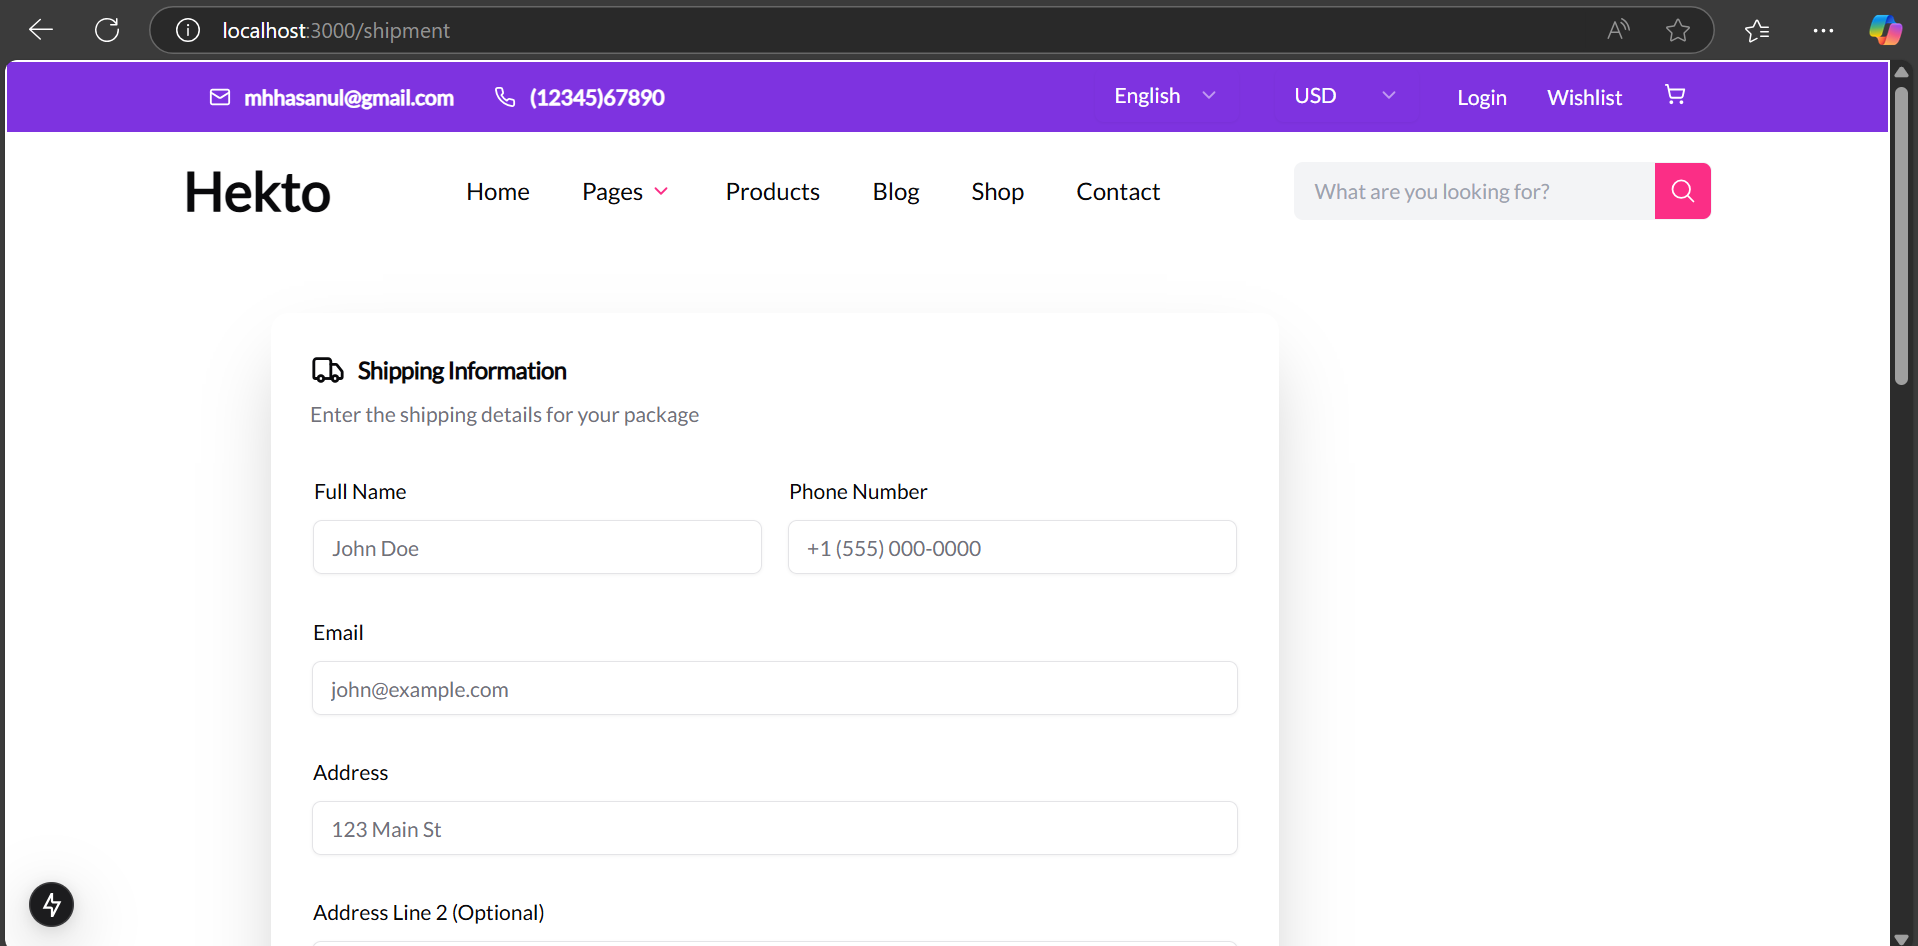 localhost:3000/shipment
mhhasanul@gmail.com (12345)67890 English USD Login Wishlist
Hekto Home Pages Products Blog Shop Contact What are you looking for?
Shipping Information
Enter the shipping details for your package
Full Name Phone Number
John Doe +1 (555) 000-0000
Email
john@example.com
Address
123 Main St
Address Line 2 (Optional)